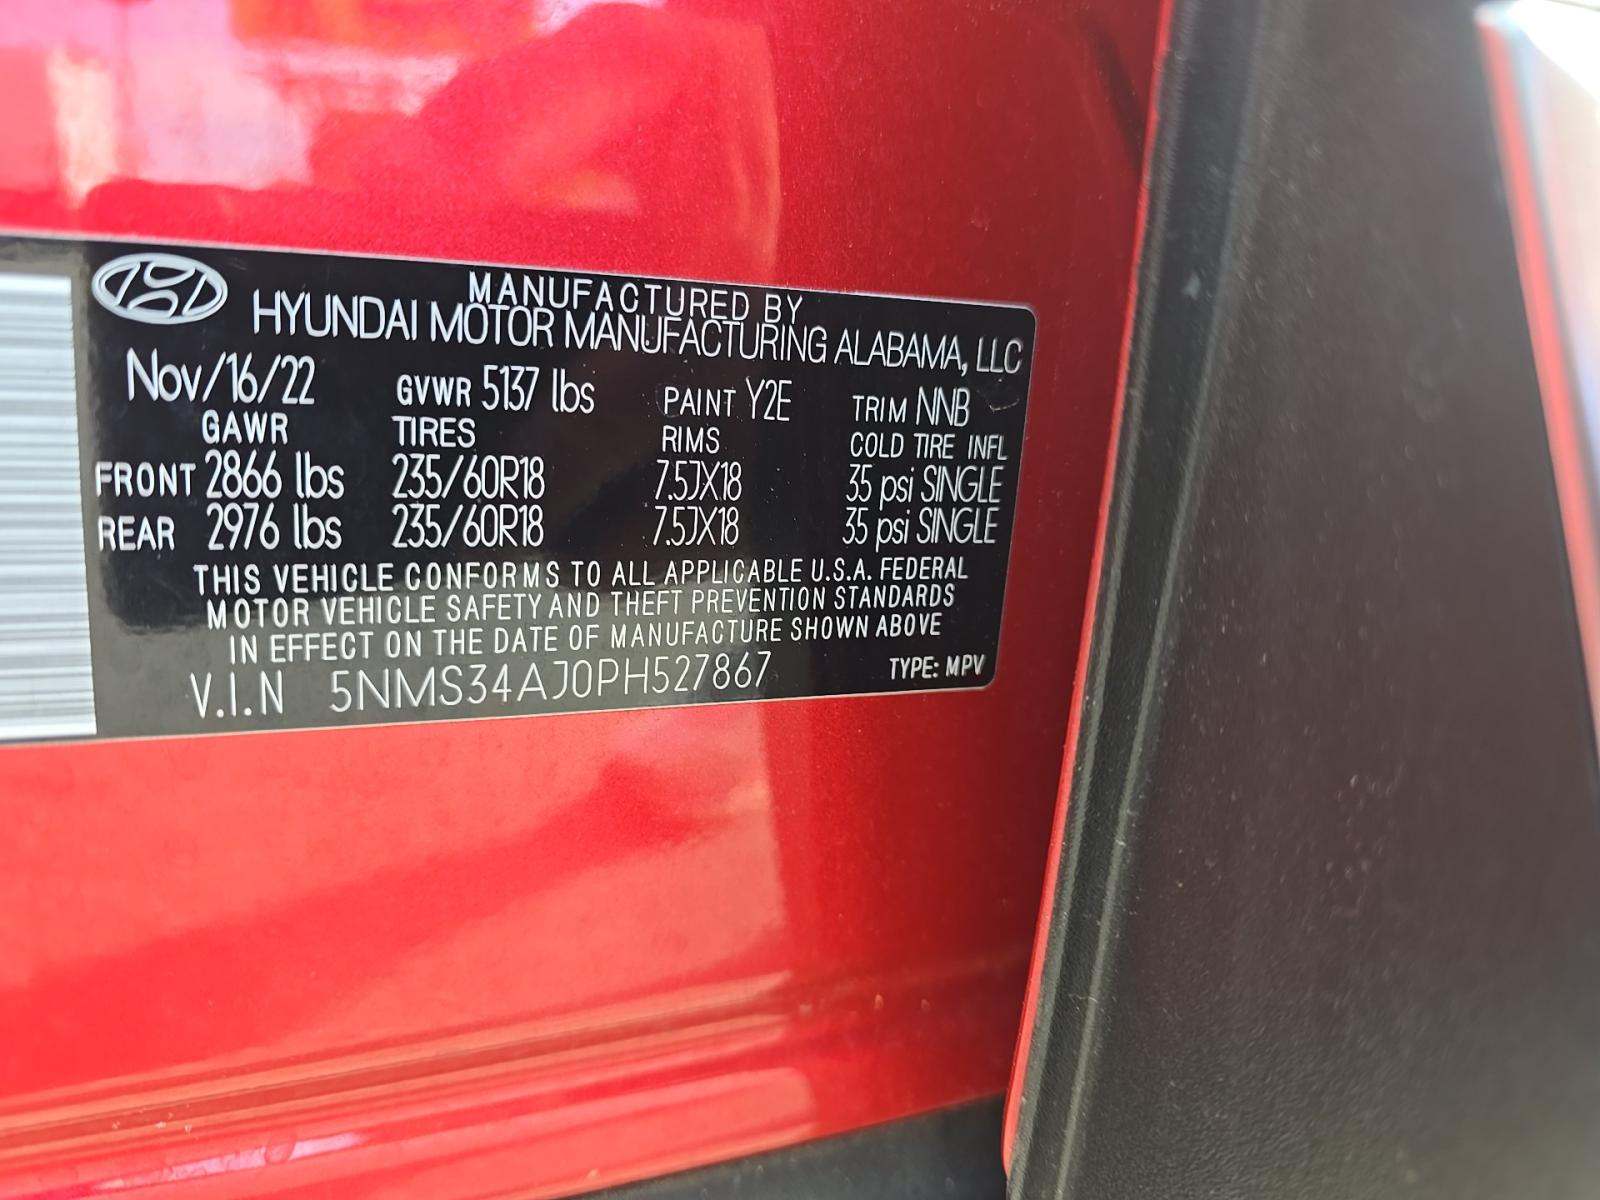 MANUFACTURED BY
HYUNDAI MOTOR MANUFACTURING ALABAMA, LLC
Nov/16/22 GVWR 5137 lbs PAINT Y2E TRIM NNB
GAWR TIRES RIMS COLD TIRE INFL
FRONT 2866 lbs 235/60R18 7.5JX18 35 psi SINGLE
REAR 2976 lbs 235/60R18 7.5JX18 35 psi SINGLE
THIS VEHICLE CONFORMS TO ALL APPLICABLE U.S.A. FEDERAL
MOTOR VEHICLE SAFETY AND THEFT PREVENTION STANDARDS
IN EFFECT ON THE DATE OF MANUFACTURE SHOWN ABOVE
V.I.N 5NMS34AJ0PH527867 TYPE: MPV